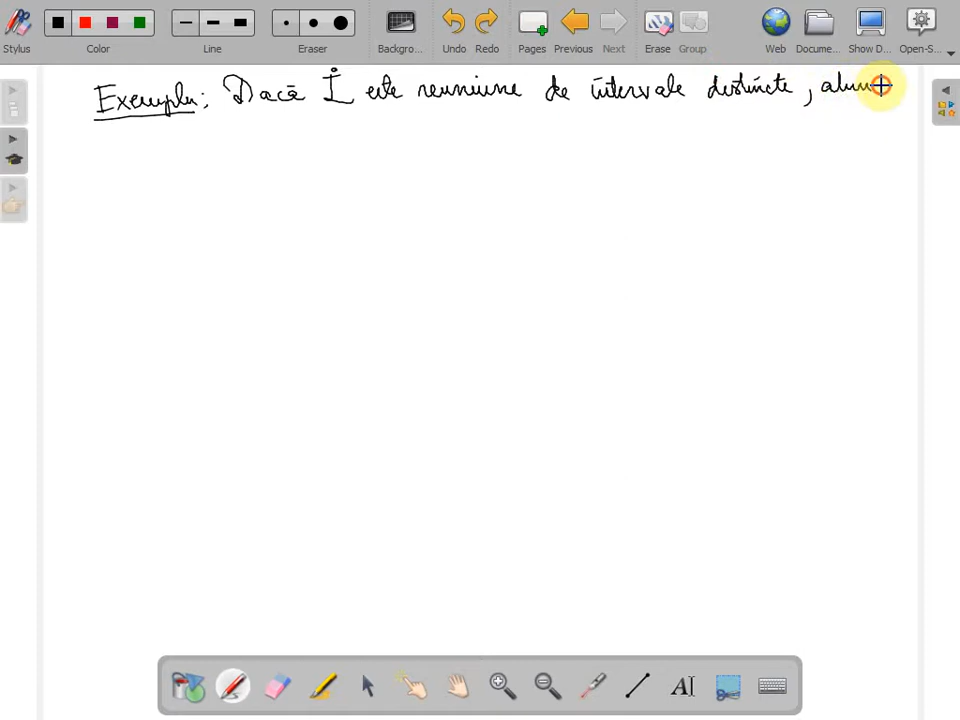 Stylus
Color
Line
Eraser
Backgro...
Undo
Redo
Pages
Previous
Next
Erase
Group
Web
Docume...
Show D...
Open-S...
Exemplu: Dacă I este reuniune de intervale distincte, atun